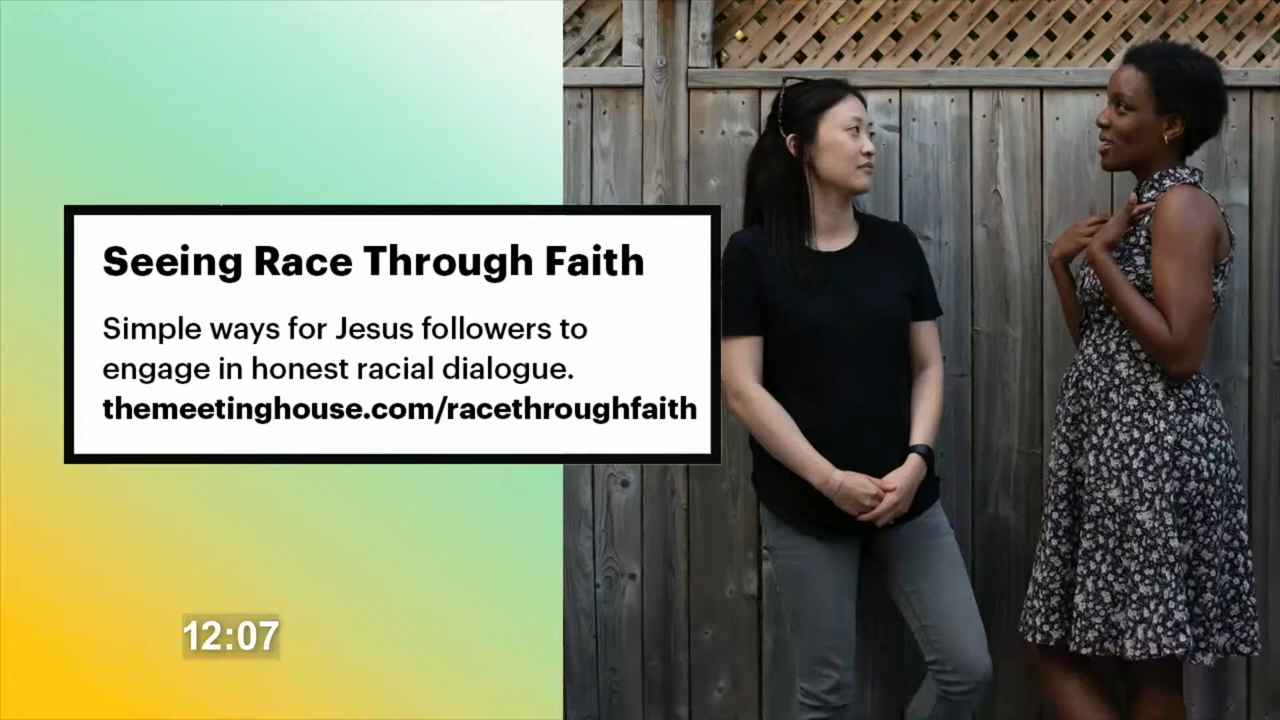 Seeing Race Through Faith
Simple ways for Jesus followers to
engage in honest racial dialogue.
themeetinghouse.com/racethroughfaith
12:07